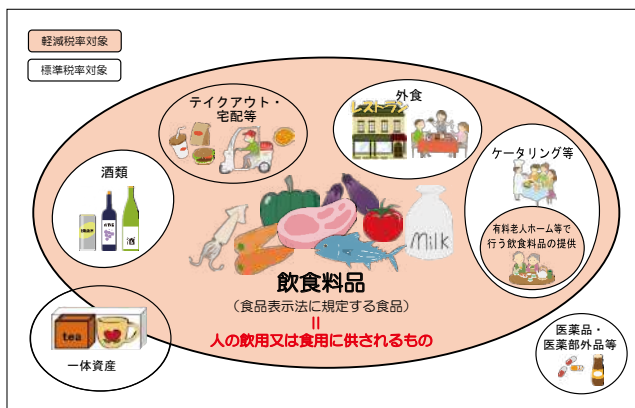 軽減税率対象
標準税率対象
テイクアウト・
宅配等
外食
レストラン
ケータリング等
有料老人ホーム等で
行う飲食料品の提供
酒類
酒
Milk
飲食料品
（食品表示法に規定する食品）
＝
人の飲用又は食用に供されるもの
tea
一体資産
医薬品・
医薬部外品等